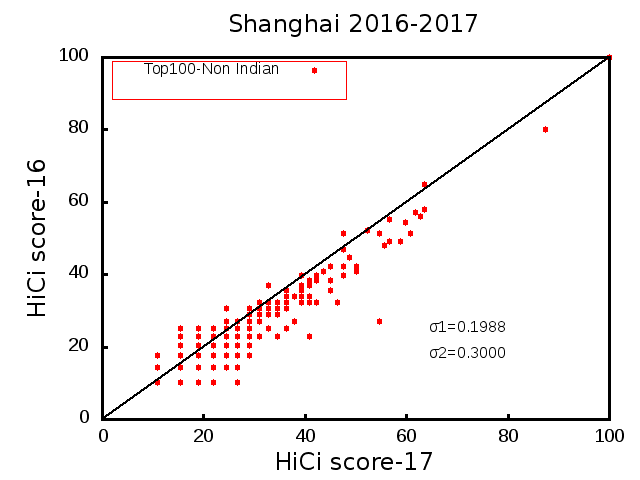 Shanghai 2016-2017
100
Top100-Non Indian
80
60
HiCi score-16
40
σ1=0.1988
20
σ2=0.3000
0
0 20 40 60 80 100
HiCi score-17